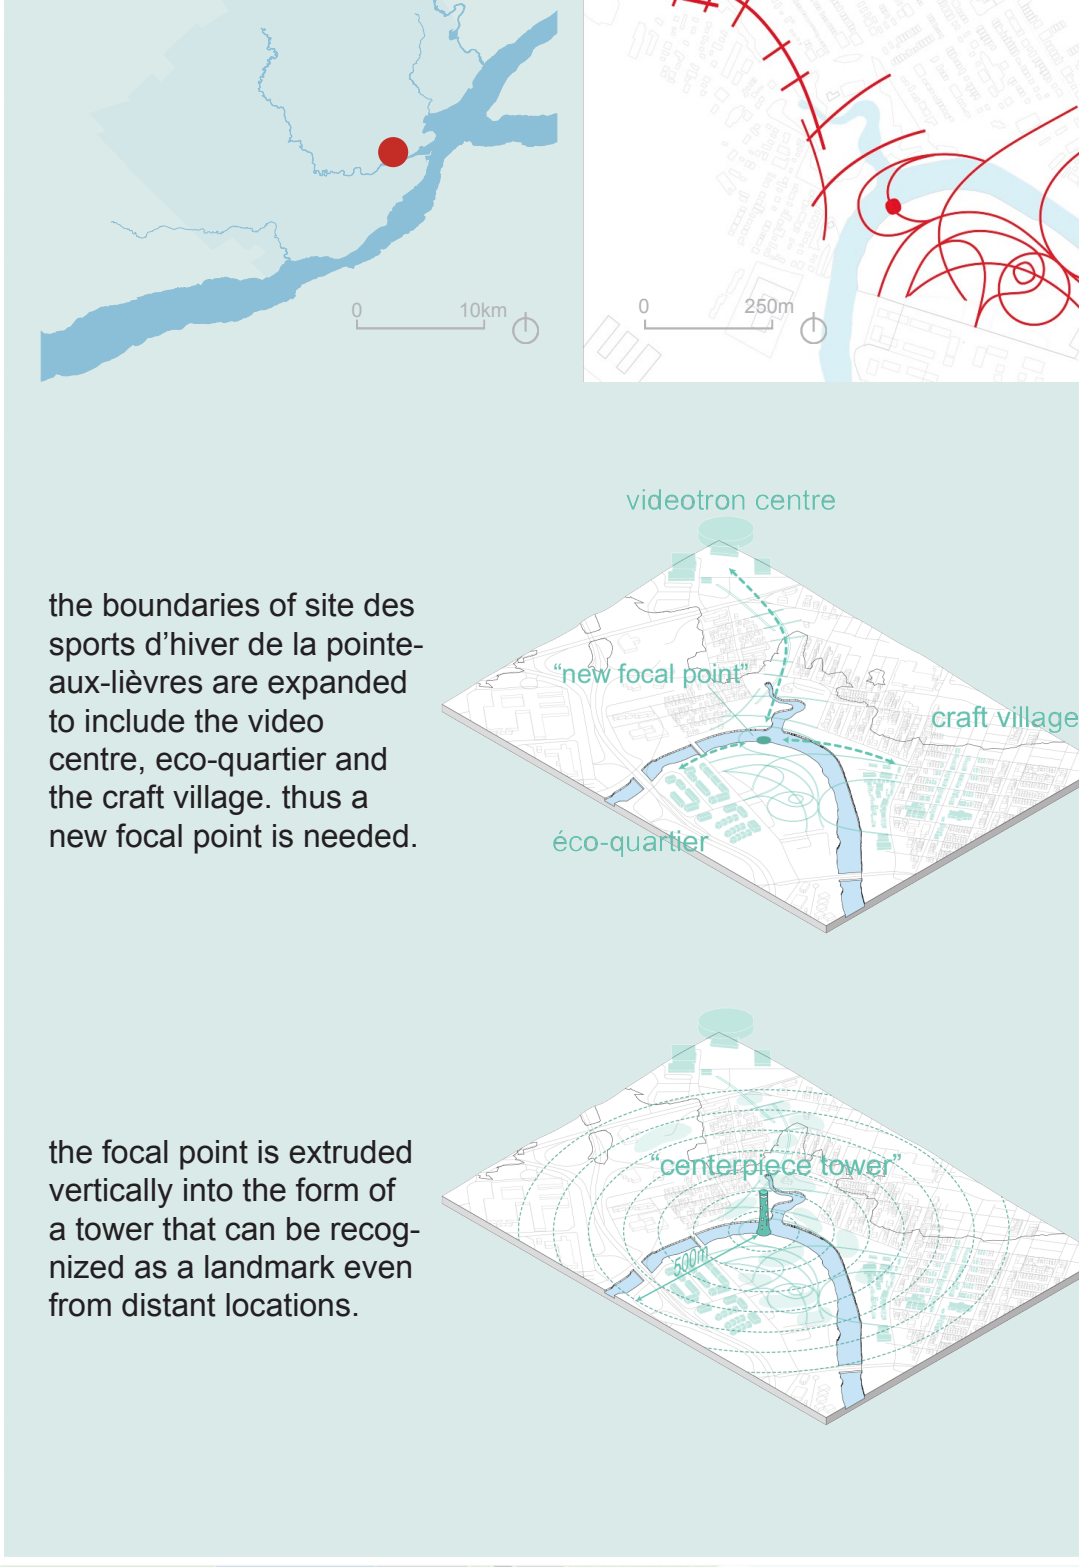 0 10km
0 250m
videotron centre
the boundaries of site des
sports d’hiver de la pointe-
aux-lièvres are expanded
to include the video
centre, eco-quartier and
the craft village. thus a
new focal point is needed.
“new focal point”
craft village
éco-quartier
the focal point is extruded
vertically into the form of
a tower that can be recog-
nized as a landmark even
from distant locations.
“centerpiece tower”
500m